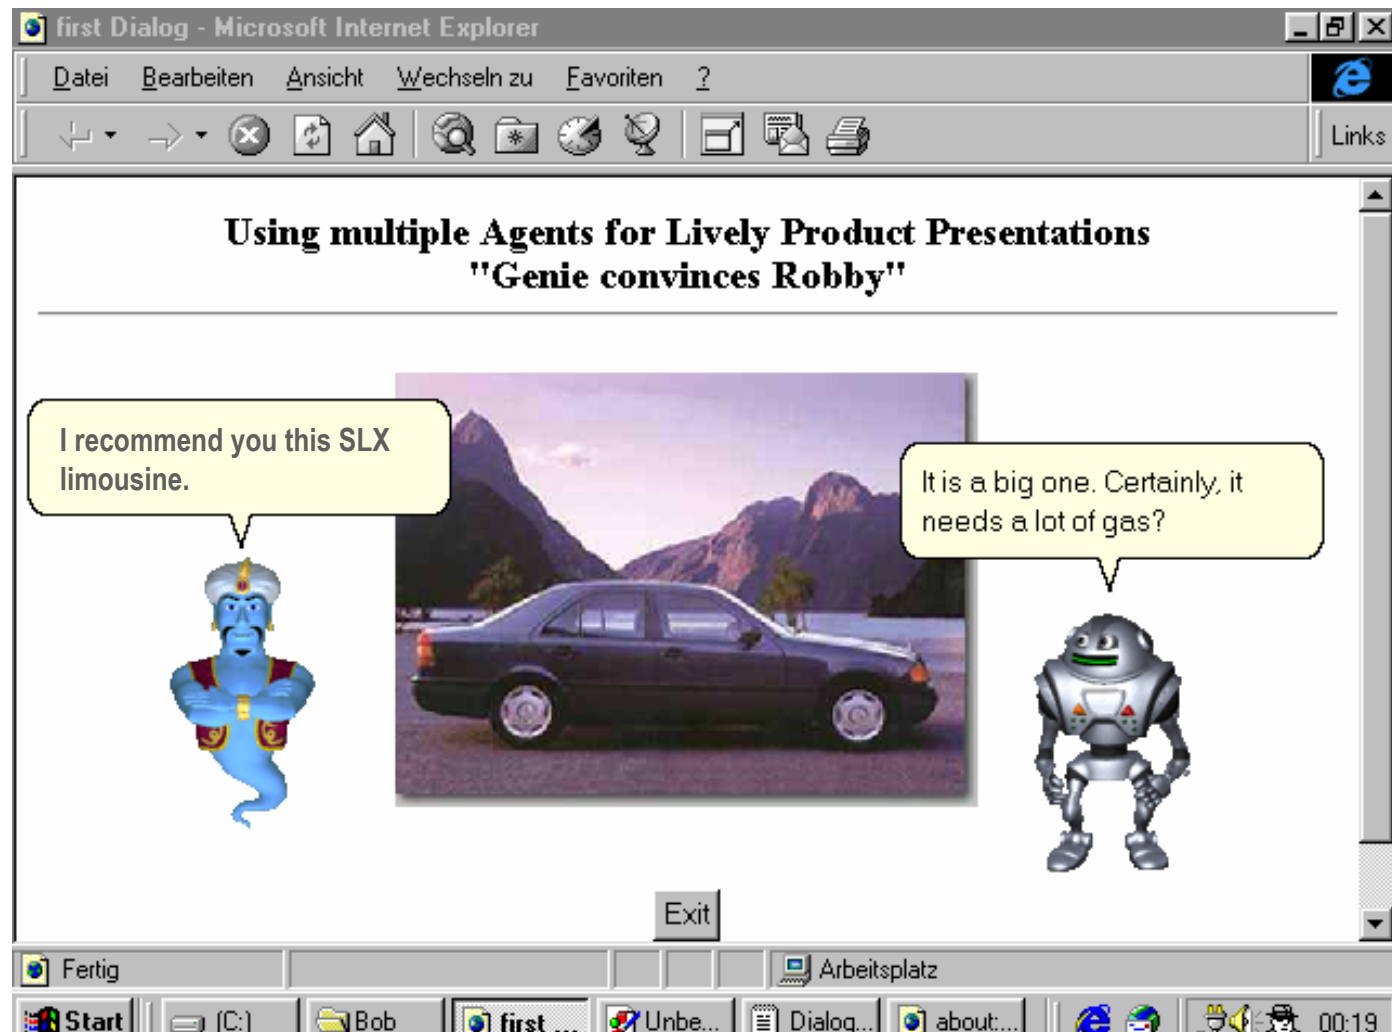 first Dialog - Microsoft Internet Explorer
Datei Bearbeiten Ansicht Wechseln zu Favoriten ?
Links
Using multiple Agents for Lively Product Presentations
"Genie convinces Robby"
I recommend you this SLX
limousine.
It is a big one. Certainly, it
needs a lot of gas?
Exit
Fertig Arbeitsplatz
Start (C:) Bob first ... Unbe... Dialog... about:... 00:19